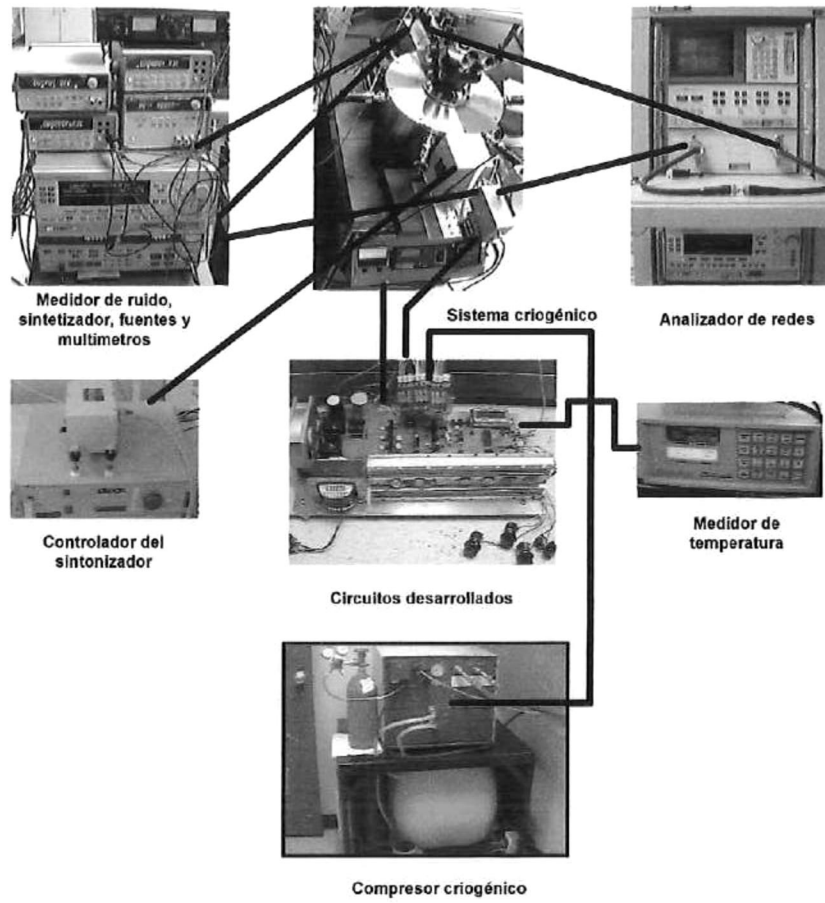 Medidor de ruido,
sintetizador, fuentes y
multimetros
Sistema criogénico
Analizador de redes
Controlador del
sintonizador
Circuitos desarrollados
Medidor de
temperatura
Compresor criogénico